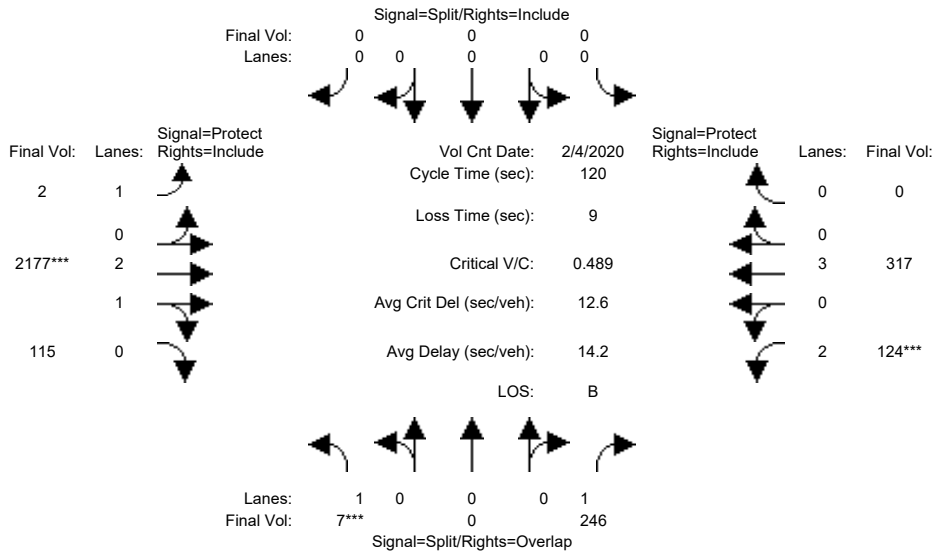 Signal=Split/Rights=Include
Final Vol: 0 0 0
Lanes: 0 0 0 0 0
Signal=Protect Signal=Protect
Final Vol: Lanes: Rights=Include Vol Cnt Date: 2/4/2020 Rights=Include Lanes: Final Vol:
Cycle Time (sec): 120
2 1 0 0
Loss Time (sec): 9
0 0
2177*** 2 Critical V/C: 0.489 3 317
1 Avg Crit Del (sec/veh): 12.6 0
115 0 Avg Delay (sec/veh): 14.2 2 124***
LOS: B
Lanes: 1 0 0 0 1
Final Vol: 7*** 0 246
Signal=Split/Rights=Overlap